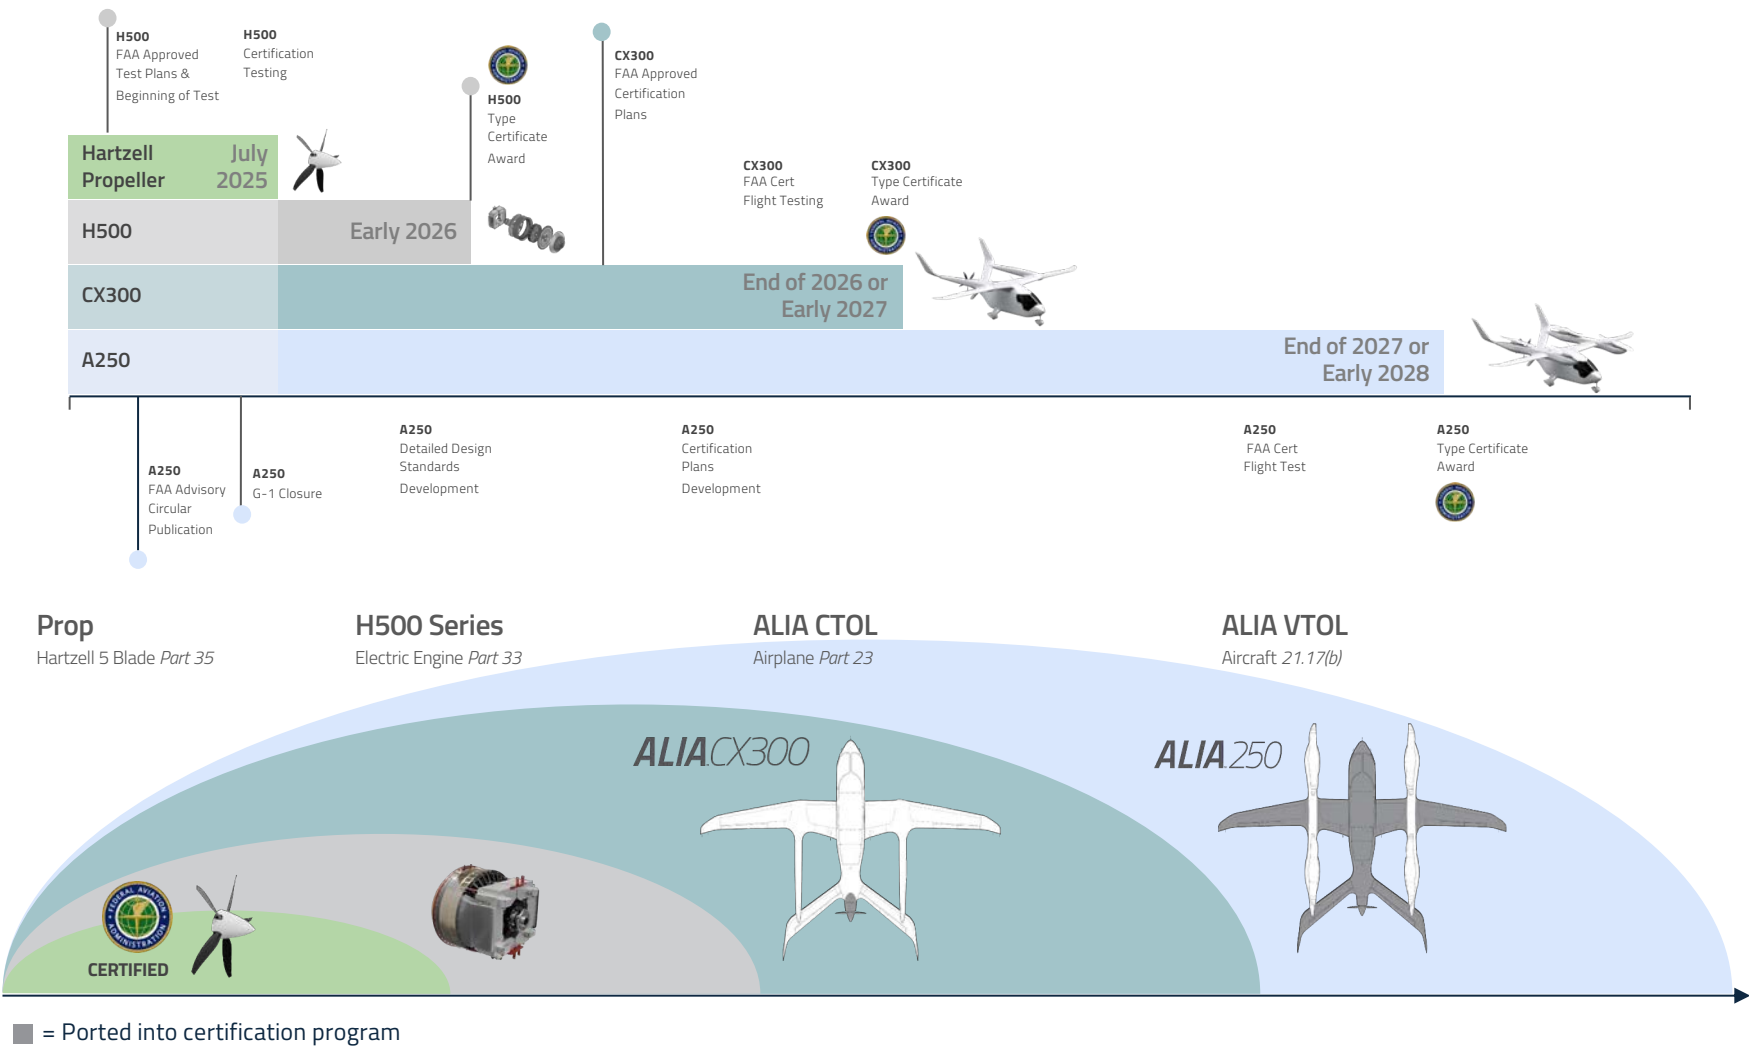 H500
FAA Approved
Test Plans &
Beginning of Test
H500
Certification
Testing
H500
Type
Certificate
Award
CX300
FAA Approved
Certification
Plans
CX300
FAA Cert
Flight Testing
CX300
Type Certificate
Award
Hartzell
Propeller
July
2025
H500
Early 2026
CX300
End of 2026 or
Early 2027
A250
End of 2027 or
Early 2028
A250
FAA Advisory
Circular
Publication
A250
G-1 Closure
A250
Detailed Design
Standards
Development
A250
Certification
Plans
Development
A250
FAA Cert
Flight Test
A250
Type Certificate
Award
Prop
Hartzell 5 Blade Part 35
H500 Series
Electric Engine Part 33
ALIA CTOL
Airplane Part 23
ALIA VTOL
Aircraft 21.17(b)
ALIA CX300
ALIA 250
FEDERAL AVIATION
ADMINISTRATION
CERTIFIED
= Ported into certification program